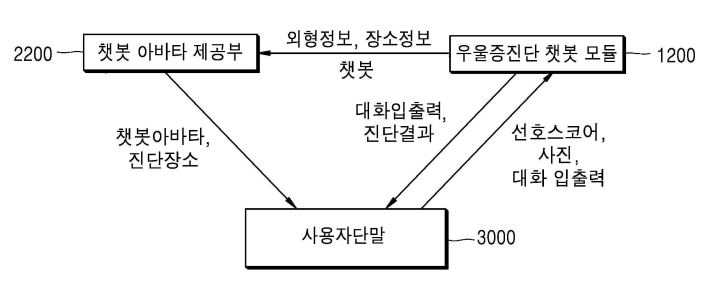 2200
챗봇 아바타 제공부
외형정보, 장소정보
챗봇
우울증진단 챗봇 모듈
1200
챗봇아바타,
진단장소
대화입출력,
진단결과
선호스코어,
사진,
대화 입출력
사용자단말
3000